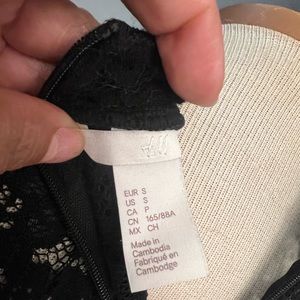 H&M
EUR S
US S
CA P
CN 165/88A
MX CH
Made in
Cambodia
Fabriqué en
Cambodge